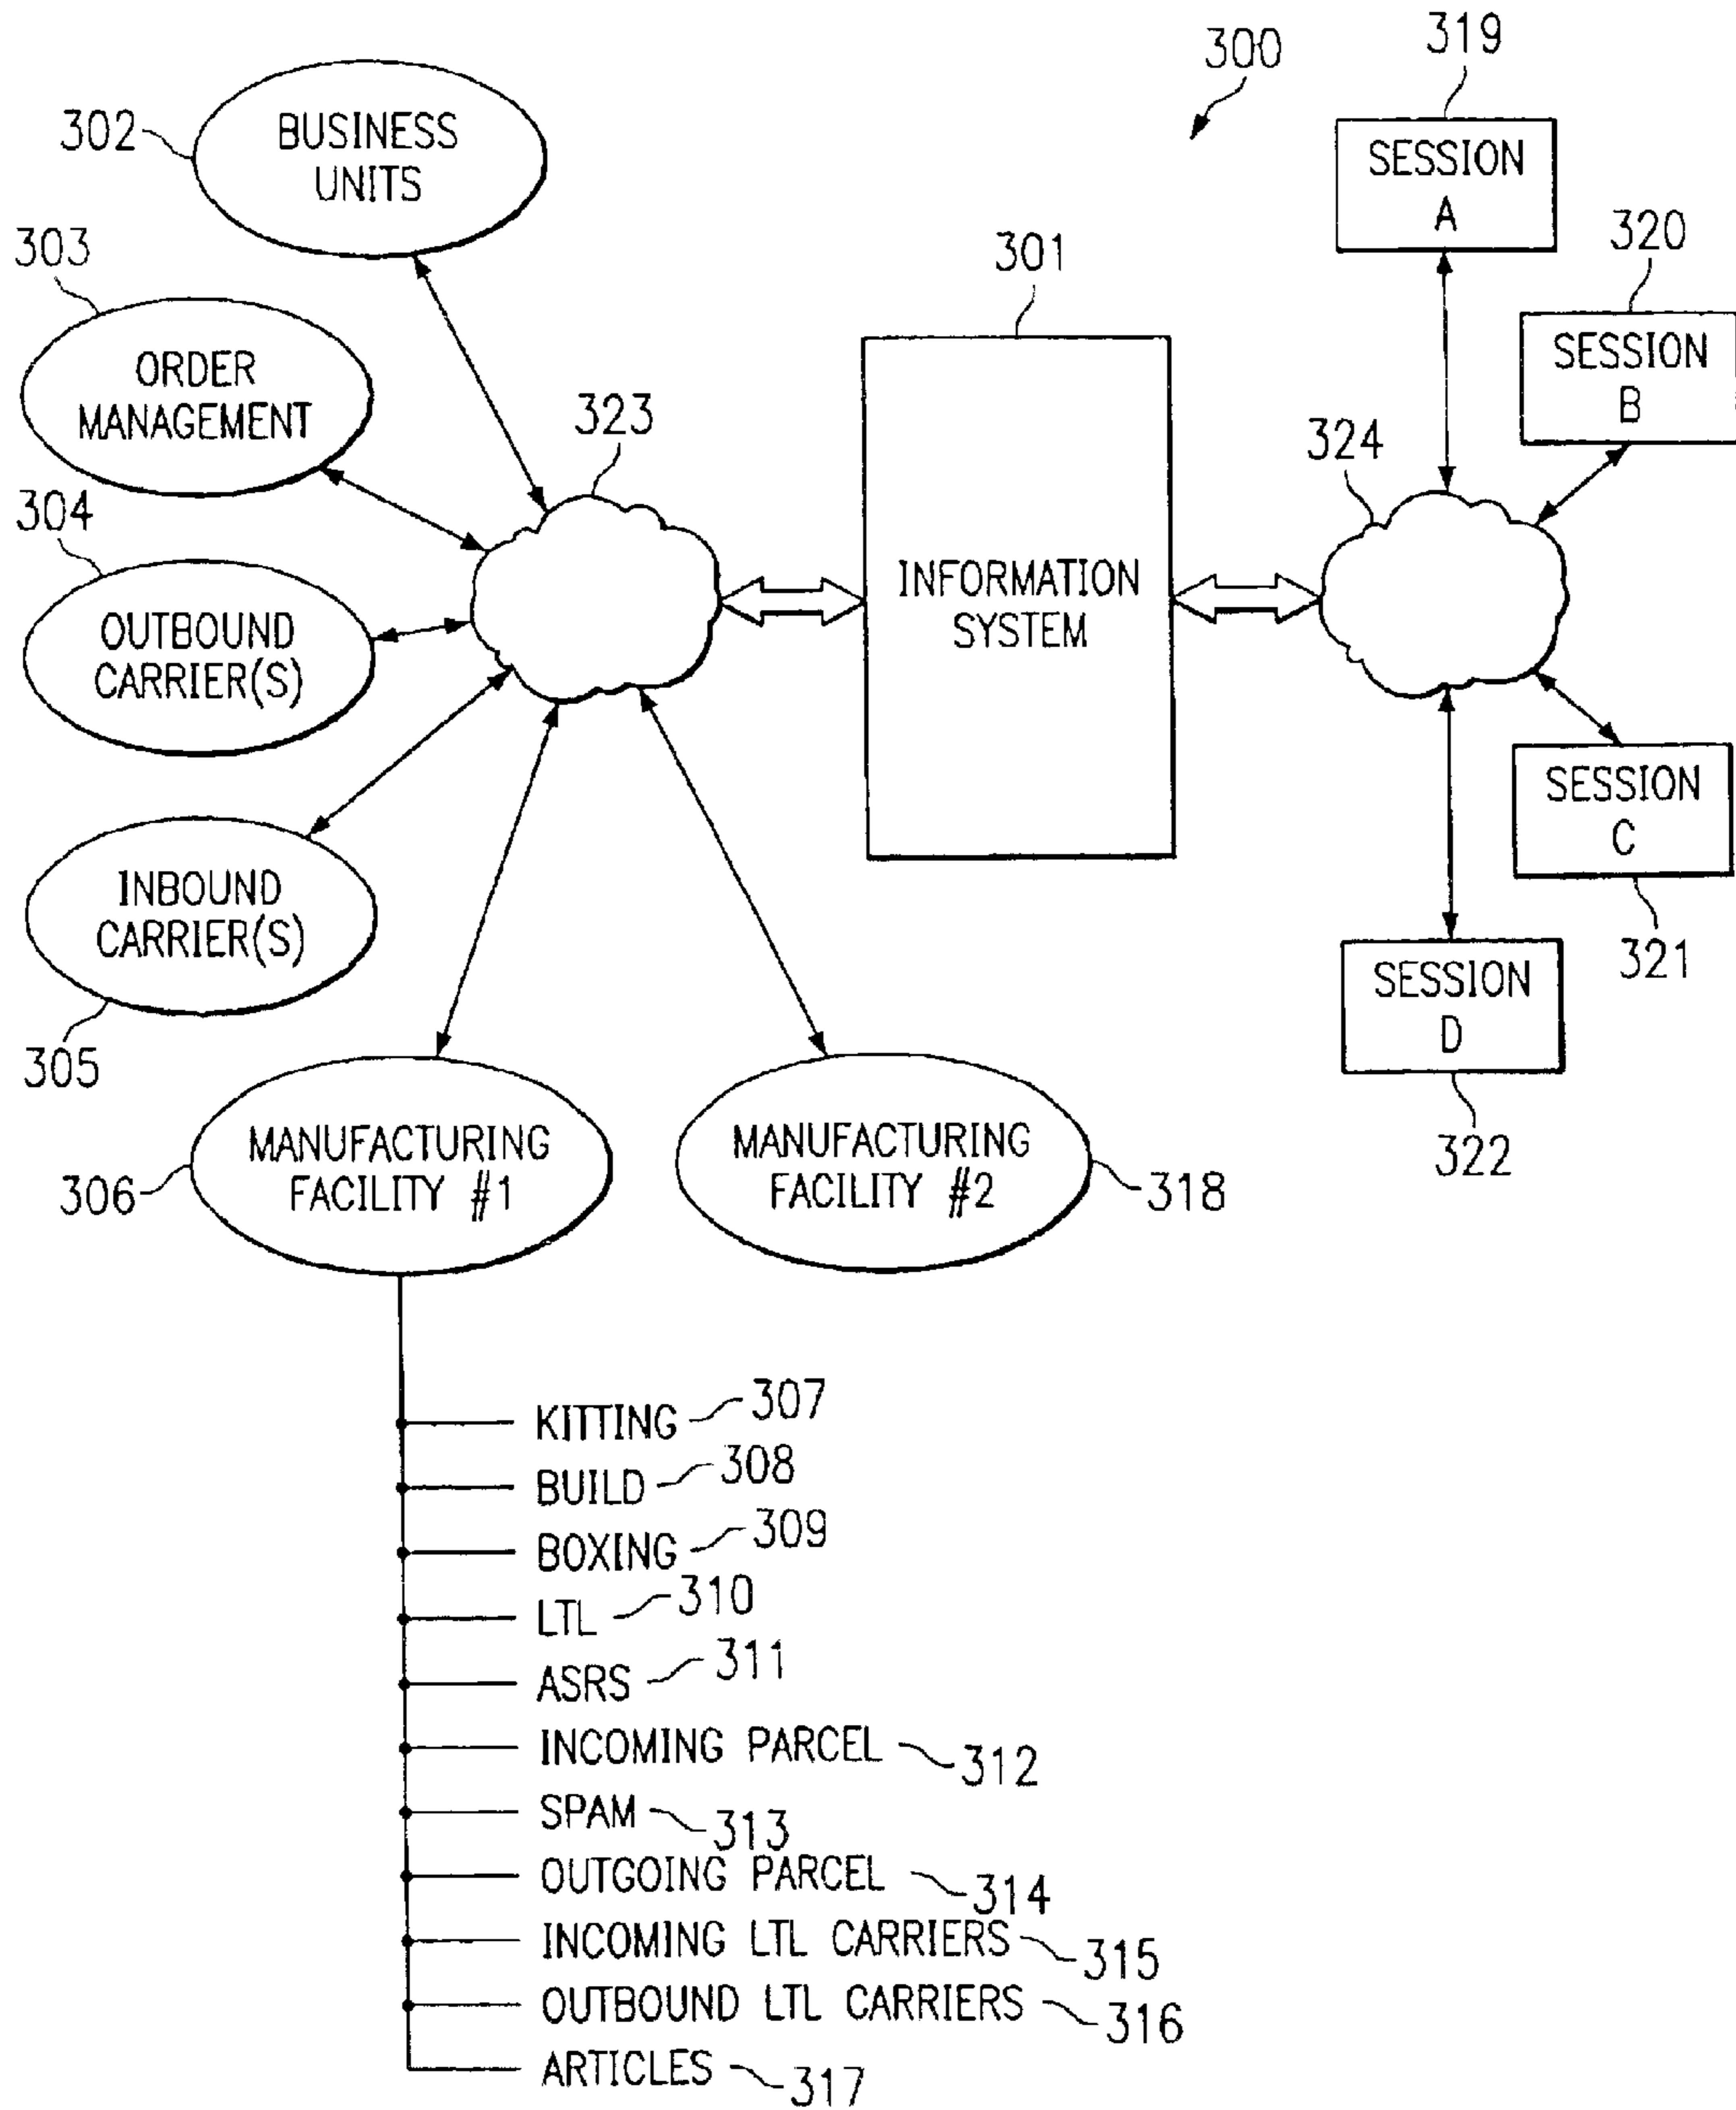 300
319
302
BUSINESS
UNITS
SESSION
A
303
301
320
ORDER
MANAGEMENT
323
SESSION
B
324
304
OUTBOUND
CARRIER(S)
INFORMATION
SYSTEM
SESSION
C
INBOUND
CARRIER(S)
321
SESSION
D
305
322
306
MANUFACTURING
FACILITY #1
MANUFACTURING
FACILITY #2
318
KITTING 307
BUILD 308
BOXING 309
LTL 310
ASRS 311
INCOMING PARCEL 312
SPAM 313
OUTGOING PARCEL 314
INCOMING LTL CARRIERS 315
OUTBOUND LTL CARRIERS 316
ARTICLES 317